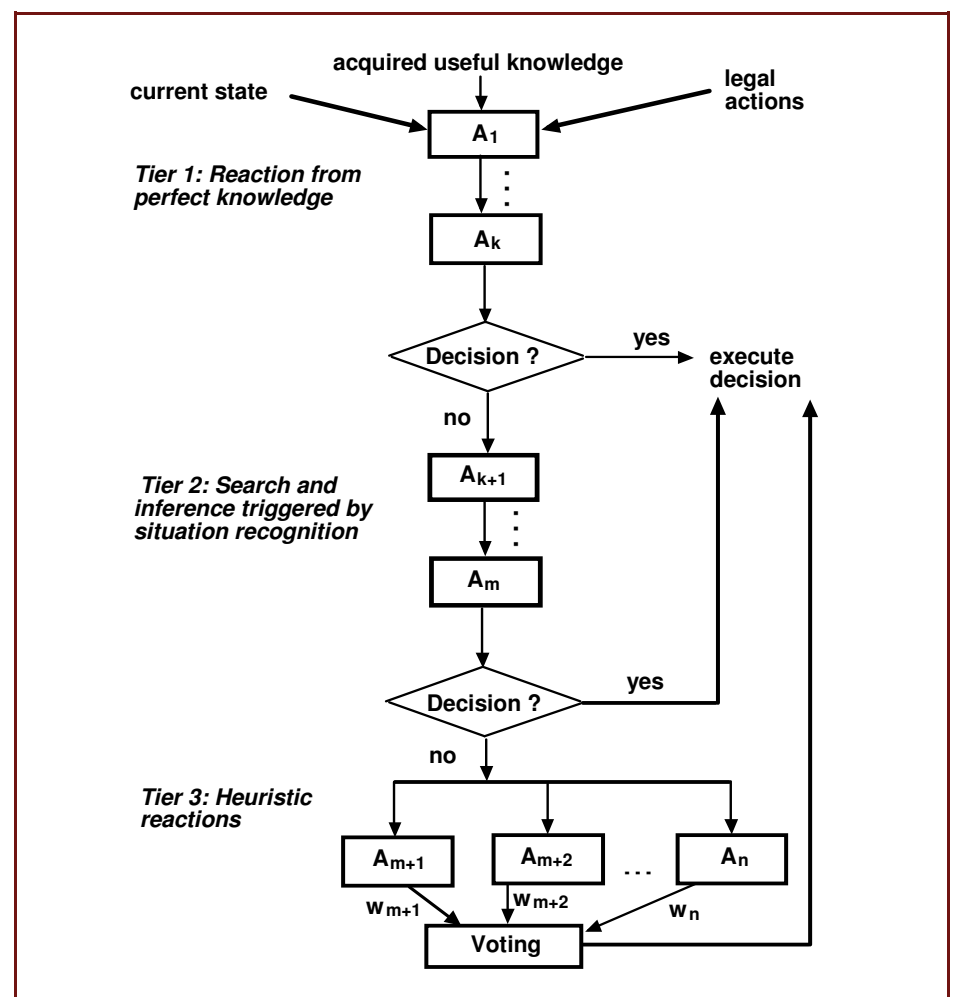 acquired useful knowledge
current state
legal
actions
A1
Tier 1: Reaction from
perfect knowledge
...
Ak
Decision ?
yes
execute
decision
no
Ak+1
Tier 2: Search and
inference triggered by
situation recognition
...
Am
Decision ?
yes
no
Tier 3: Heuristic
reactions
Am+1
Am+2
...
An
wm+1
wm+2
wn
Voting